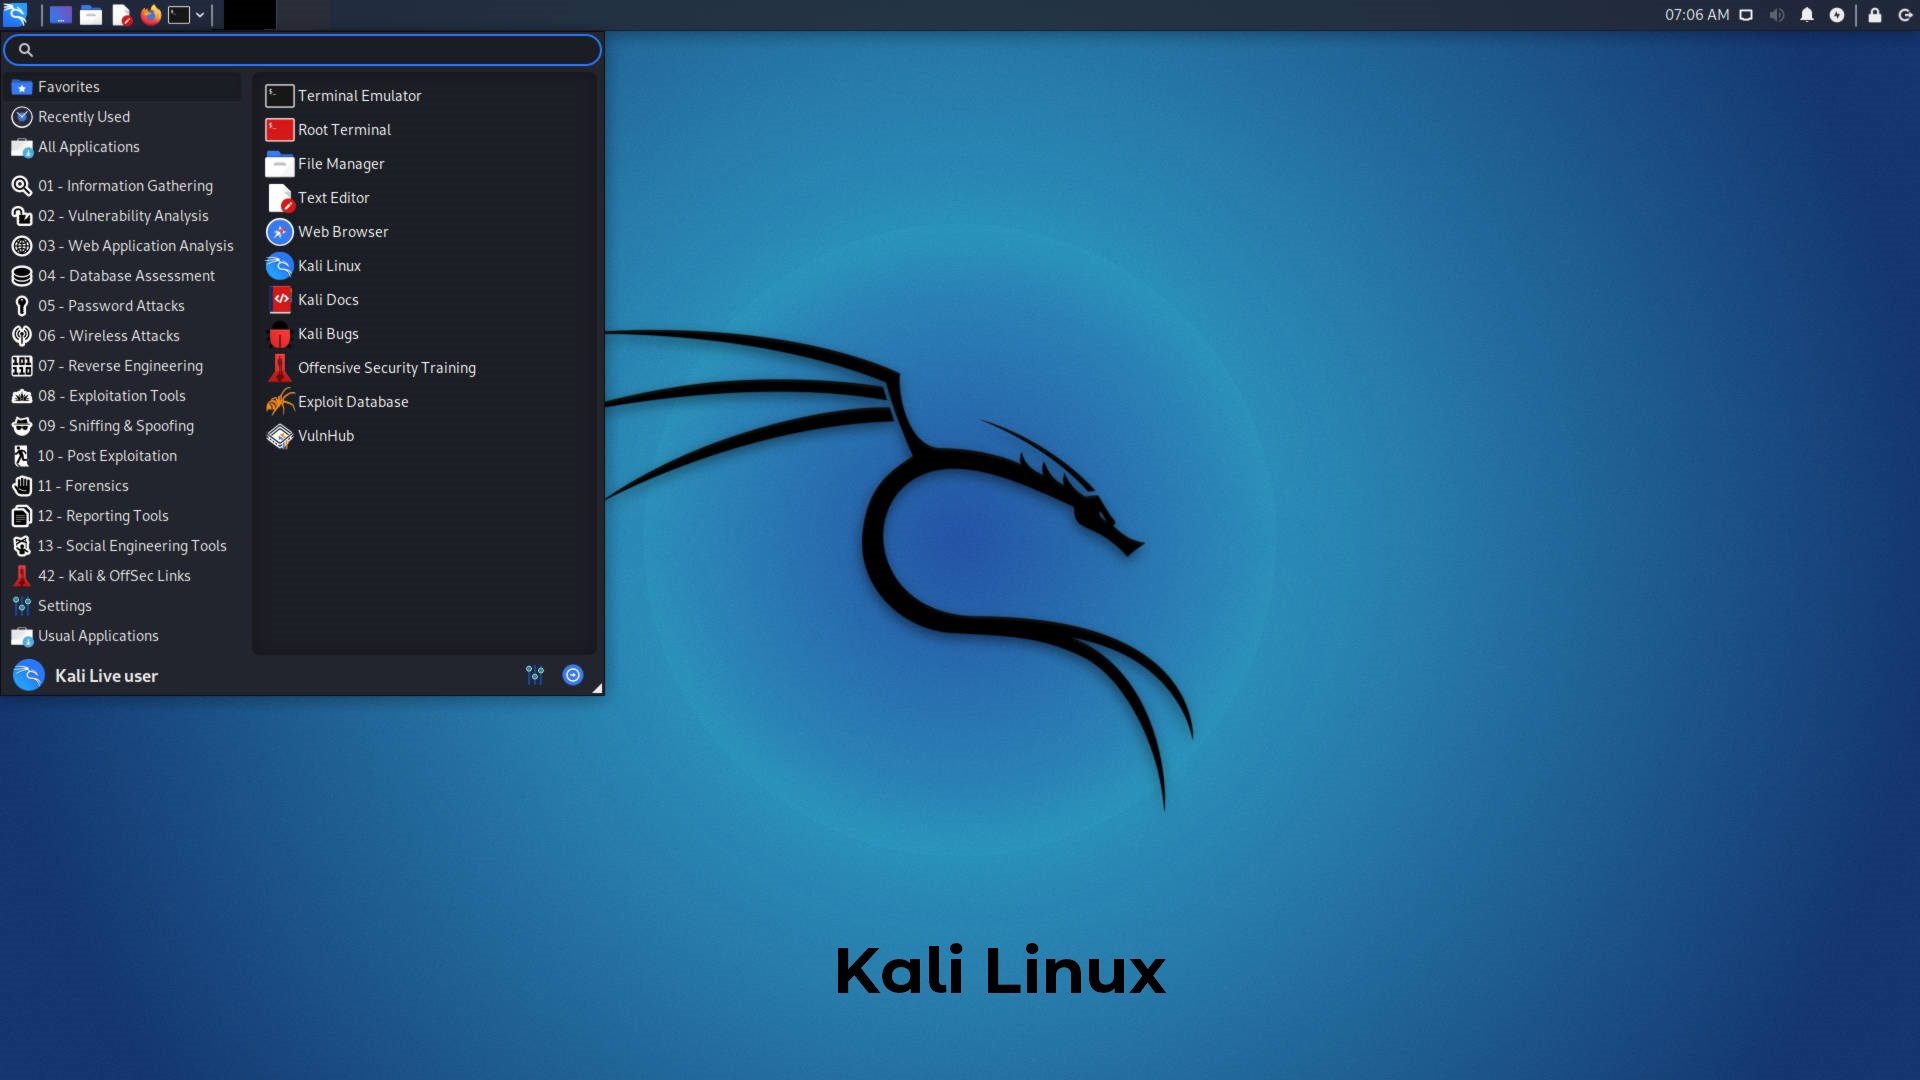 07:06 AM
Favorites
Recently Used
All Applications
01 - Information Gathering
02 - Vulnerability Analysis
03 - Web Application Analysis
04 - Database Assessment
05 - Password Attacks
06 - Wireless Attacks
07 - Reverse Engineering
08 - Exploitation Tools
09 - Sniffing & Spoofing
10 - Post Exploitation
11 - Forensics
12 - Reporting Tools
13 - Social Engineering Tools
42 - Kali & OffSec Links
Settings
Usual Applications
Terminal Emulator
Root Terminal
File Manager
Text Editor
Web Browser
Kali Linux
Kali Docs
Kali Bugs
Offensive Security Training
Exploit Database
VulnHub
Kali Live user
Kali Linux